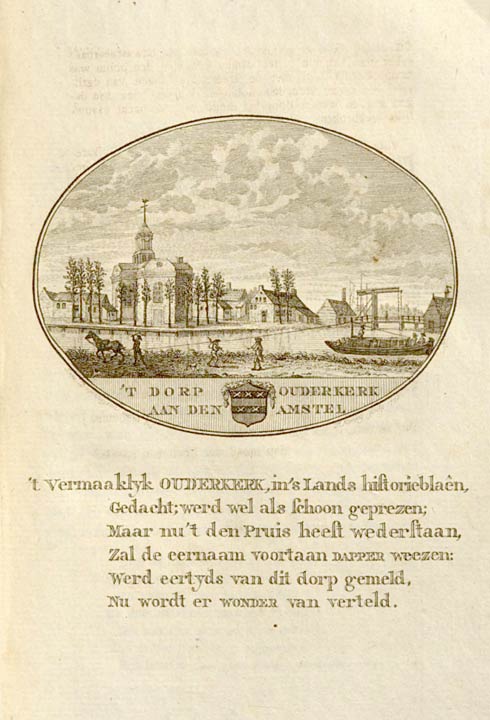 'T DORP OUDERKERK
AAN DEN AMSTEL
't Vermaaklyk OUDERKERK, in's Lands hiſtorieblaên,
Gedacht; werd wel als ſchoon geprezen;
Maar nu 't den Pruis heeft wederſtaan,
Zal de eernaam voortaan DAPPER weezen:
Werd eertyds van dit dorp gemeld,
Nu wordt er WONDER van verteld.